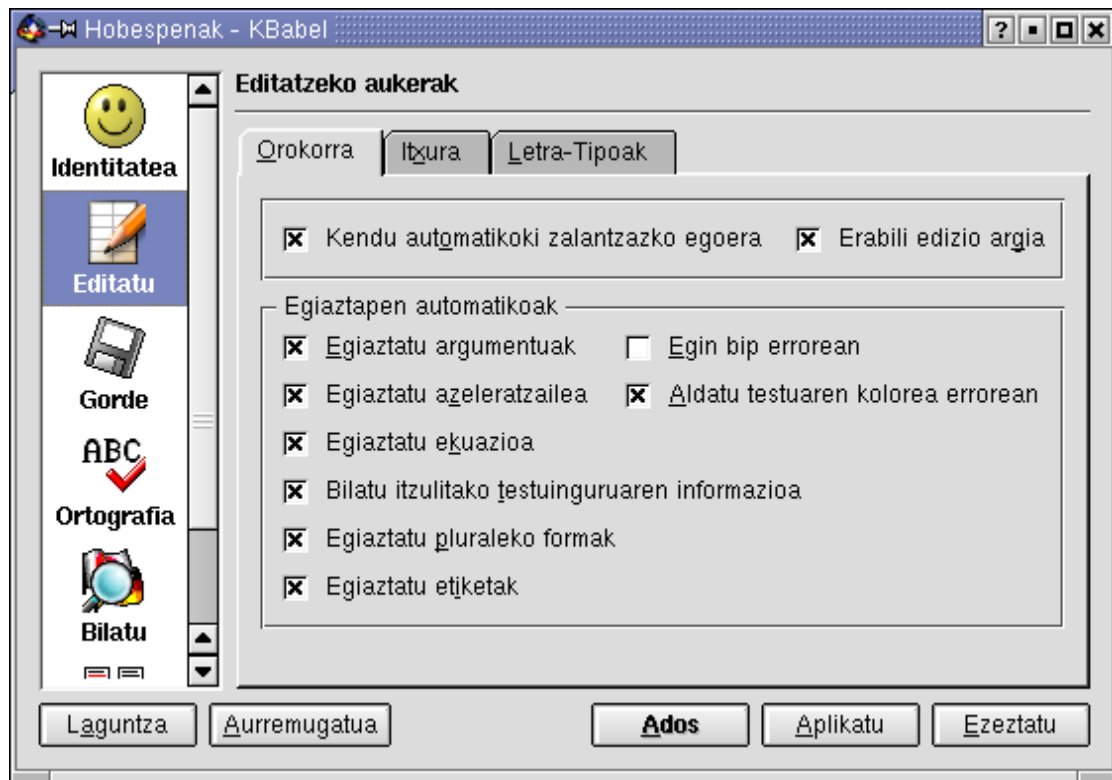 Hobespenak - KBabel
Identitatea
Editatu
Gorde
ABC
Ortografia
Bilatu
Editatzeko aukerak
Orokorra Itxura Letra-Tipoak
Kendu automatikoki zalantzazko egoera Erabili edizio argia
Egiaztapen automatikoak
Egiaztatu argumentuak Egin bip errorean
Egiaztatu azeleratzailea Aldatu testuaren kolorea errorean
Egiaztatu ekuazioa
Bilatu itzulitako testuinguruaren informazioa
Egiaztatu pluraleko formak
Egiaztatu etiketak
Laguntza Aurremugatua Ados Aplikatu Ezeztatu